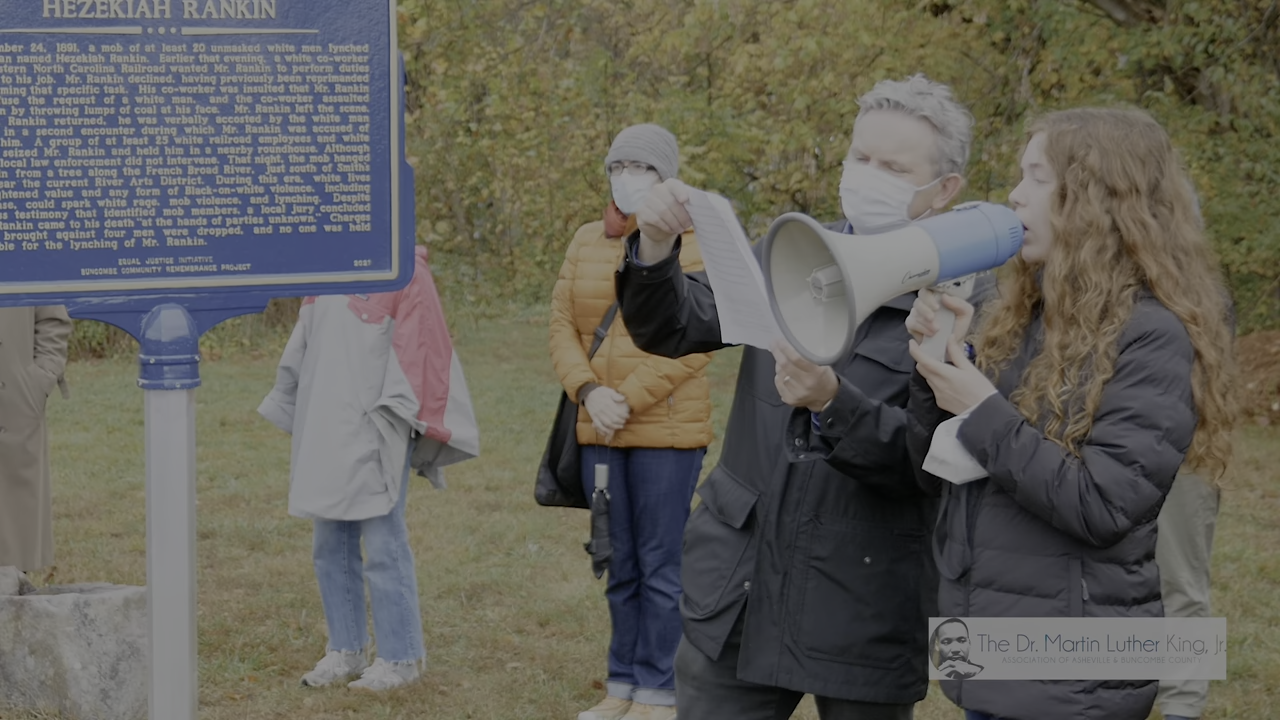 HEZEKIAH RANKIN
mber 24, 1891, a mob of at least 20 unmasked white men lynched
an named Hezekiah Rankin. Earlier that evening, a white co-worker
stern North Carolina Railroad wanted Mr. Rankin to perform duties
to his job. Mr. Rankin declined, having previously been reprimanded
ming that specific task. His co-worker was insulted that Mr. Rankin
fuse the request of a white man, and the co-worker assaulted
n by throwing lumps of coal at his face. Mr. Rankin left the scene.
Rankin returned, he was verbally accosted by the white man
in a second encounter during which Mr. Rankin was accused of
him. A group of at least 25 white railroad employees and white
seized Mr. Rankin and held him in a nearby roundhouse. Although
local law enforcement did not intervene. That night, the mob hanged
in from a tree along the French Broad River, just south of Smith's
ear the current River Arts District. During this era, white lives
ghtened value and any form of Black-on-white violence, including
se, could spark white rage, mob violence, and lynching. Despite
s testimony that identified mob members, a local jury concluded
Rankin came to his death "at the hands of parties unknown." Charges
brought against four men were dropped, and no one was held
ble for the lynching of Mr. Rankin.
EQUAL JUSTICE INITIATIVE
BUNCOMBE COMMUNITY REMEMBRANCE PROJECT
2021
The Dr. Martin Luther King, Jr.
ASSOCIATION OF ASHEVILLE & BUNCOMBE COUNTY